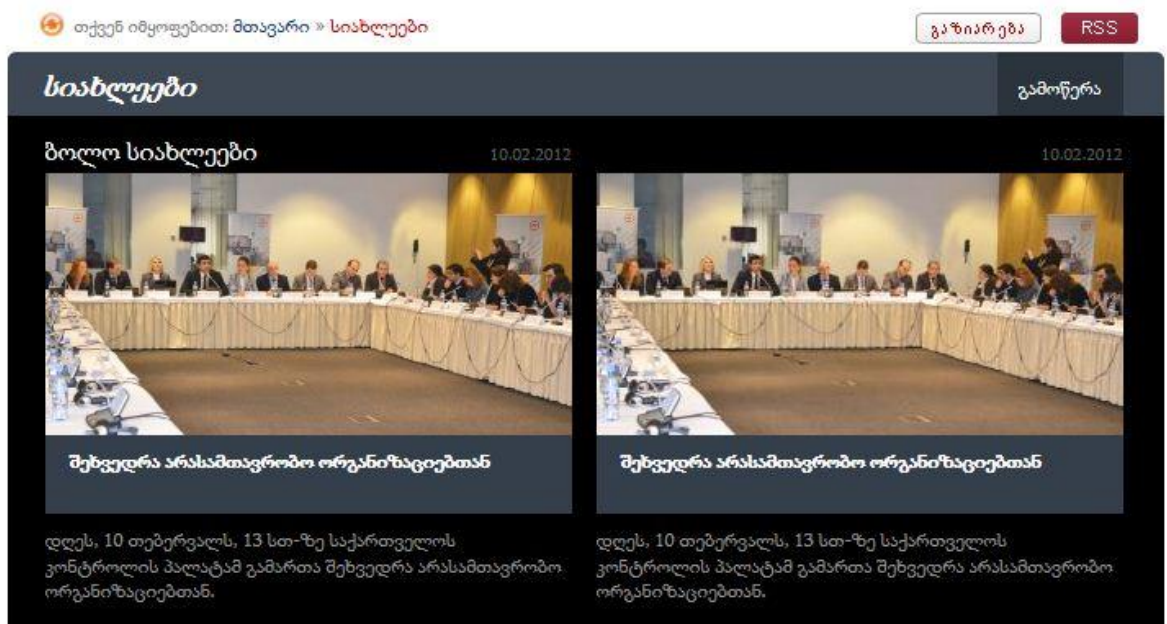 თქვენ იმყოფებით: მთავარი » სიახლეები
გაზიარება
RSS
სიახლეები
გამოწერა
ბოლო სიახლეები
10.02.2012
10.02.2012
შეხვედრა არასამთავრობო ორგანიზაციებთან
შეხვედრა არასამთავრობო ორგანიზაციებთან
დღეს, 10 თებერვალს, 13 სთ-ზე საქართველოს
კონტროლის პალატამ გამართა შეხვედრა არასამთავრობო
ორგანიზაციებთან.
დღეს, 10 თებერვალს, 13 სთ-ზე საქართველოს
კონტროლის პალატამ გამართა შეხვედრა არასამთავრობო
ორგანიზაციებთან.